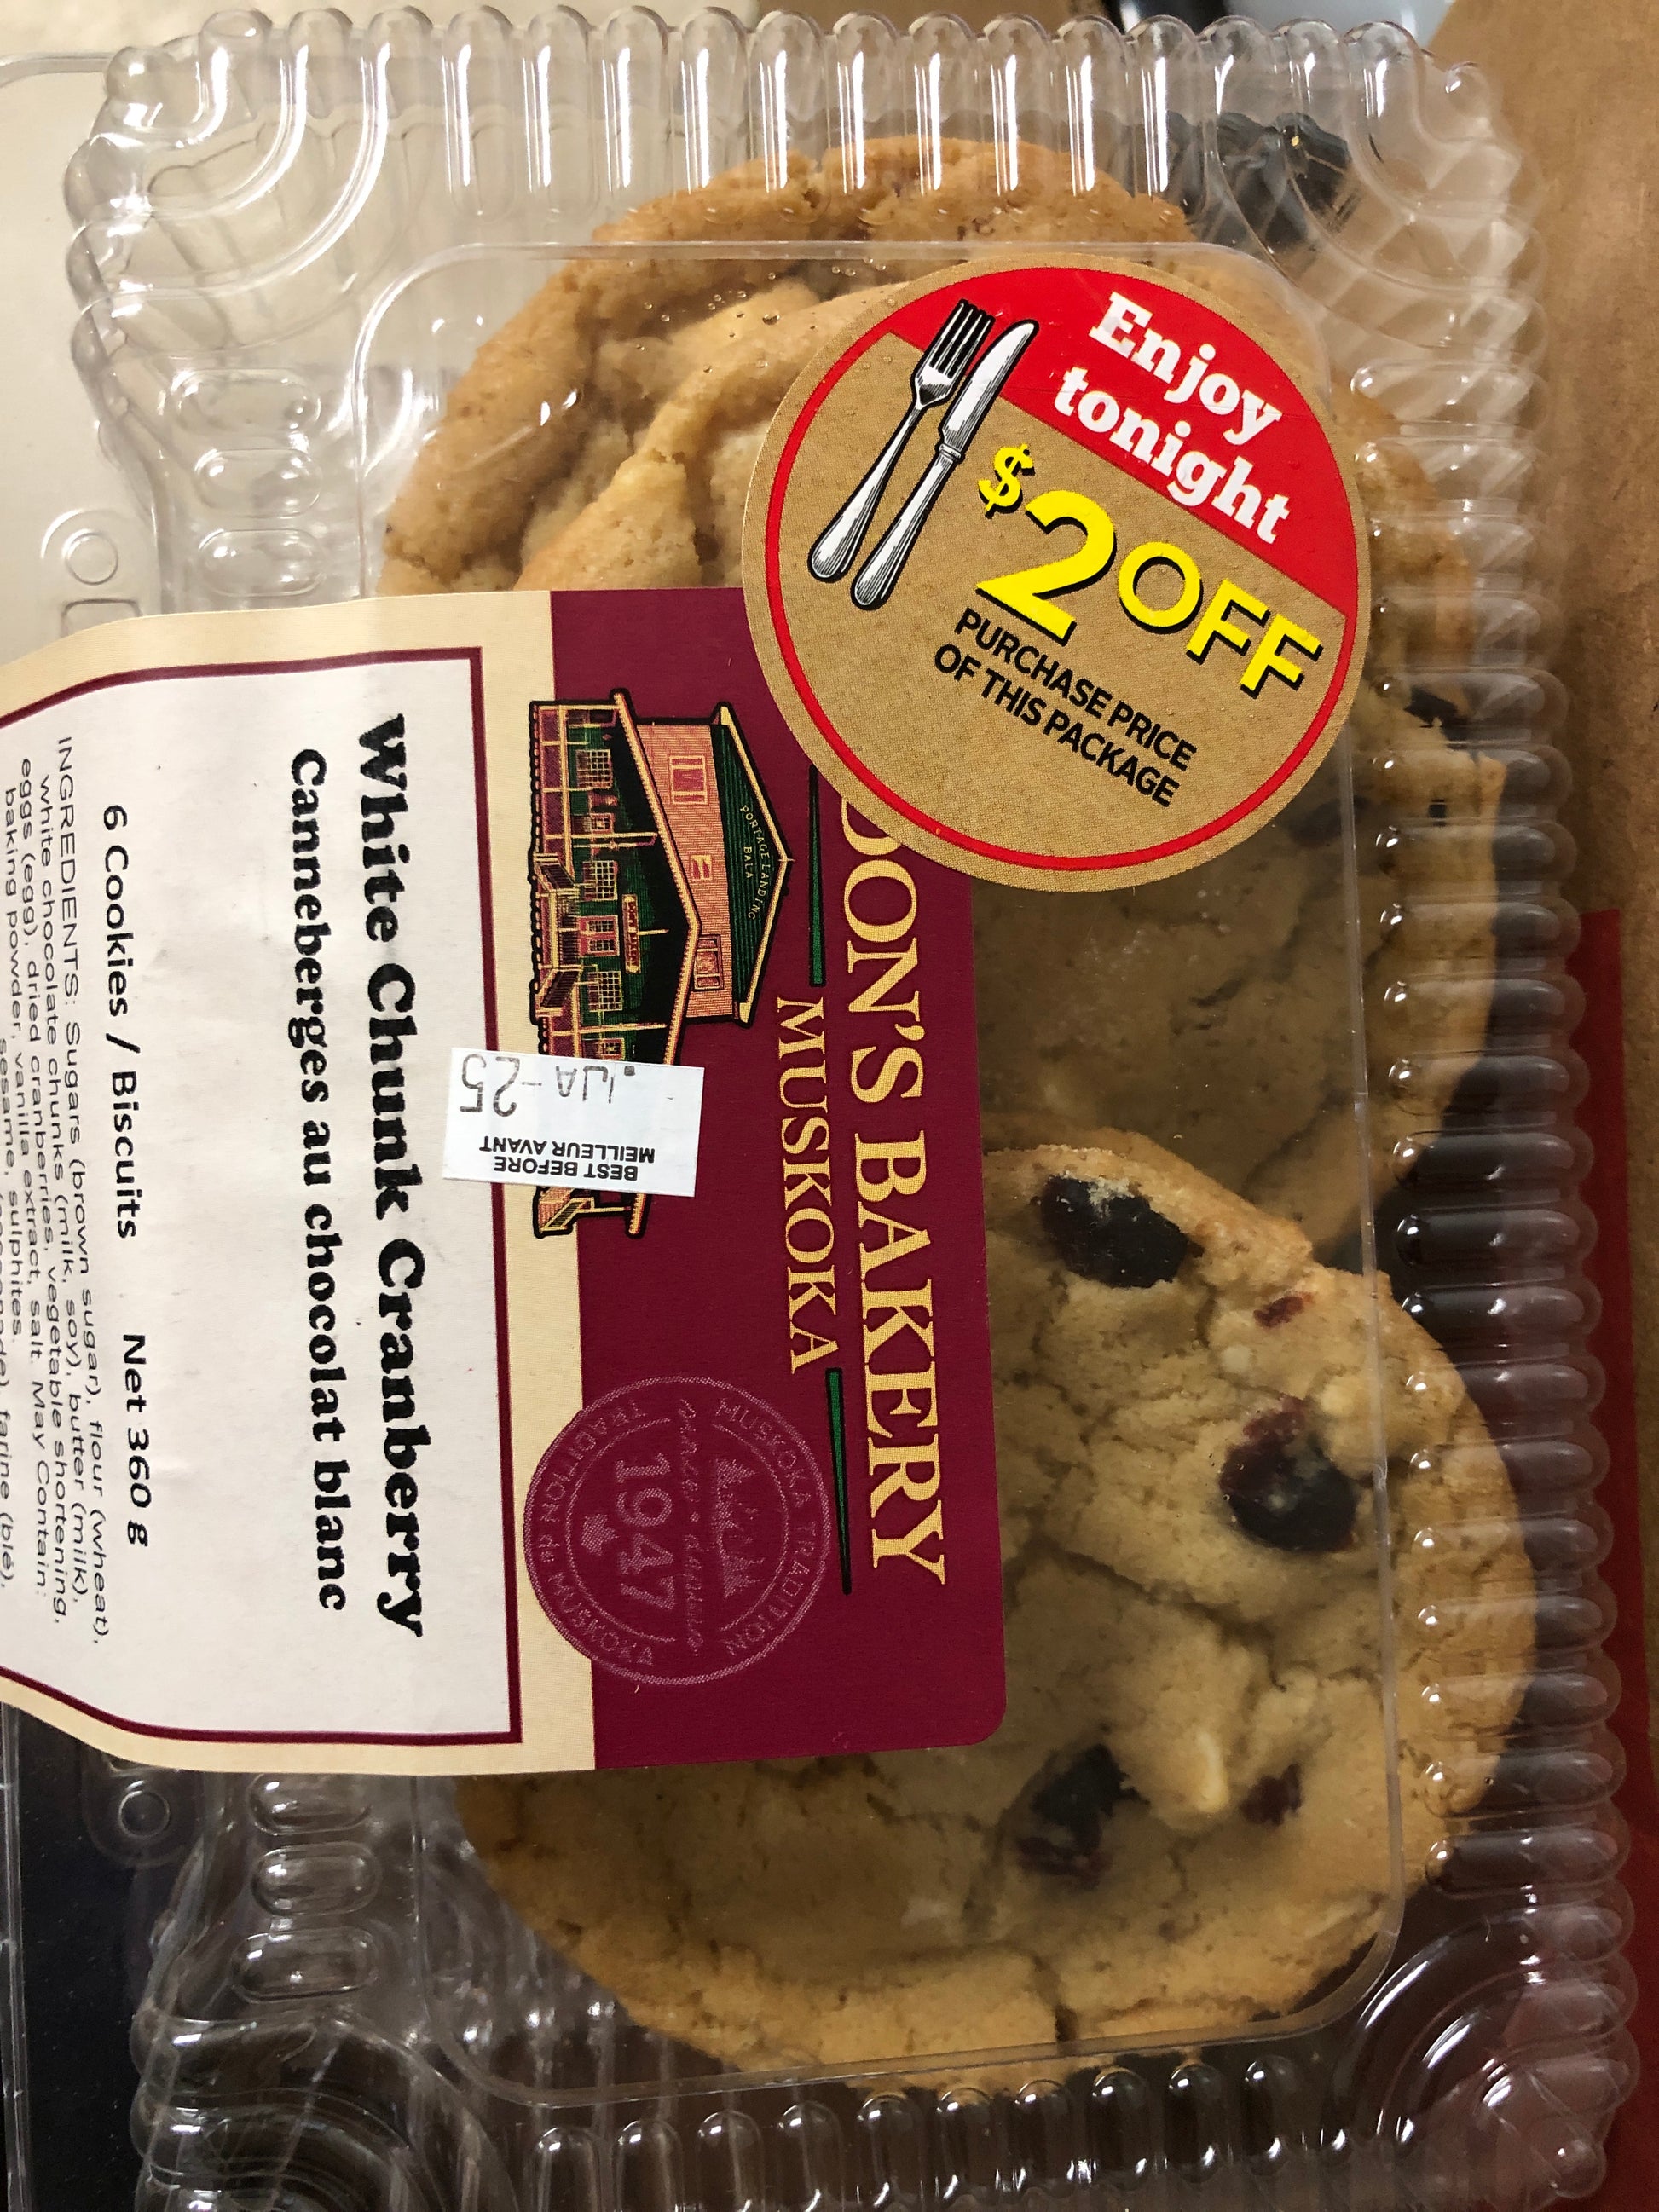 Enjoy
tonight
$2 OFF
PURCHASE PRICE
OF THIS PACKAGE
DON'S BAKERY
MUSKOKA
PORTAGE LANDING
BALA
MUSKOKA TRADITION
1947
TRADITION de MUSKOKA
BEST BEFORE
MEILLEUR AVANT
JA-25
White Chunk Cranberry
Canneberges au chocolat blanc
6 Cookies / Biscuits Net 360 g
INGREDIENTS: Sugars (brown sugar), flour (wheat),
white chocolate chunks (milk, soy), butter (milk),
eggs (egg), dried cranberries, vegetable shortening,
baking powder, vanilla extract, salt. May Contain:
sesame, sulphites.
farine (blé),